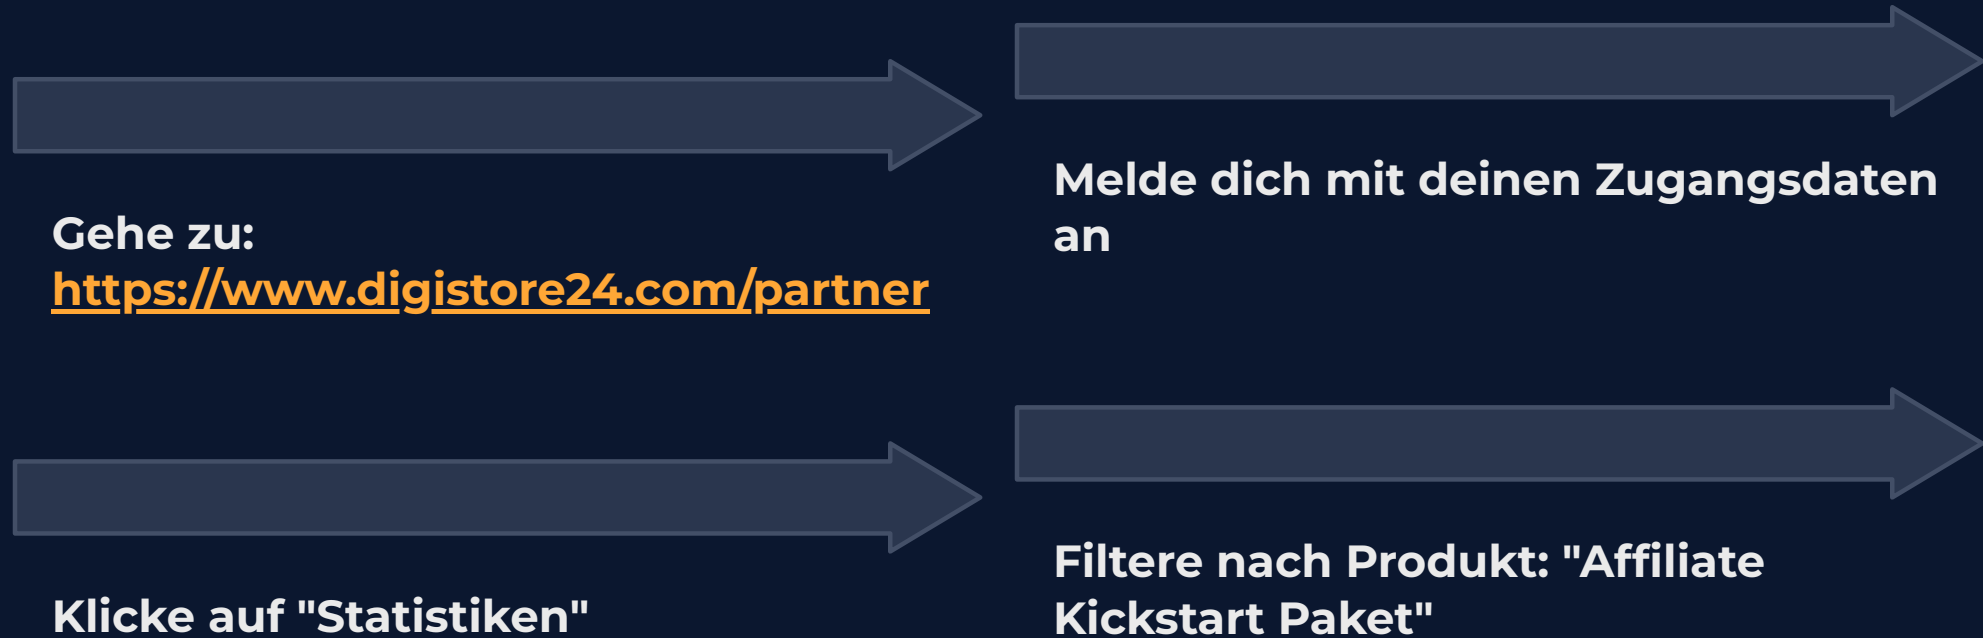 Gehe zu:
https://www.digistore24.com/partner
Melde dich mit deinen Zugangsdaten
an
Klicke auf "Statistiken"
Filtere nach Produkt: "Affiliate
Kickstart Paket"